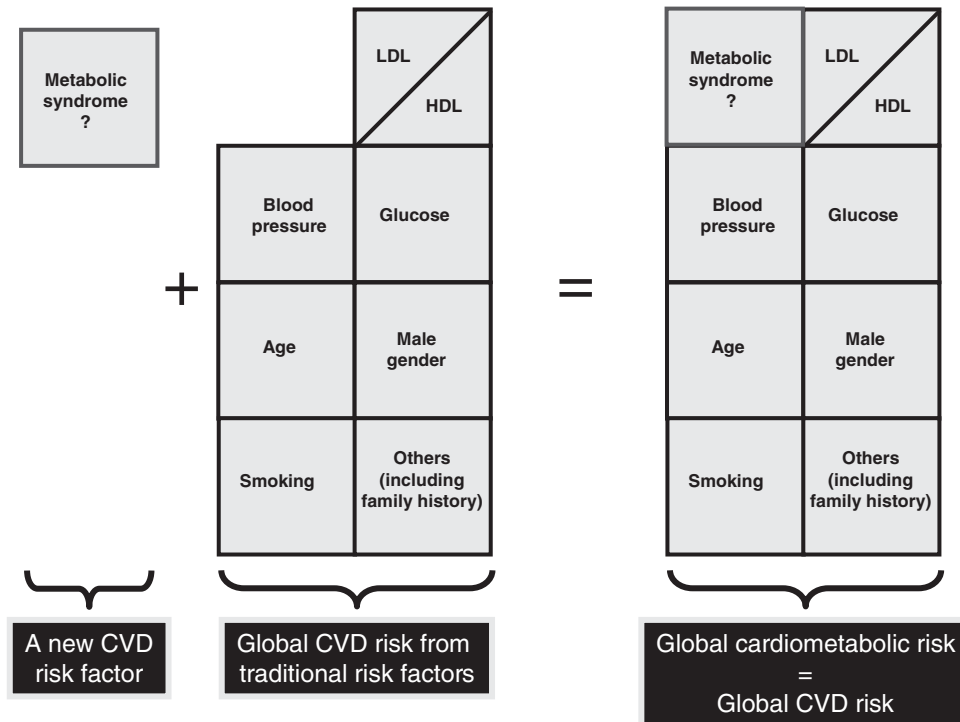 Metabolic
syndrome
?
+
LDL
HDL
Blood
pressure
Glucose
Age
Male
gender
Smoking
Others
(including
family history)
=
Metabolic
syndrome
?
LDL
HDL
Blood
pressure
Glucose
Age
Male
gender
Smoking
Others
(including
family history)
A new CVD
risk factor
Global CVD risk from
traditional risk factors
Global cardiometabolic risk
=
Global CVD risk